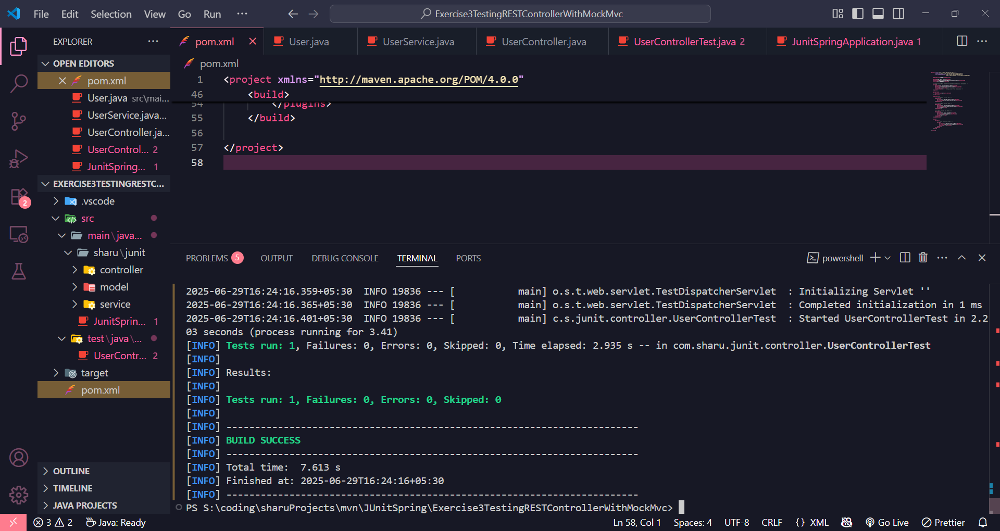 File Edit Selection View Go Run ···
Exercise3TestingRESTControllerWithMockMvc
EXPLORER
OPEN EDITORS
pom.xml
User.java src\mai...
UserService.java...
UserController.ja...
UserControl... 2
JunitSpring... 1
EXERCISE3TESTINGRESTC...
.vscode
src
main\java...
sharu\junit
controller
model
service
JunitSprin... 1
test\java\...
UserContr... 2
target
pom.xml
OUTLINE
TIMELINE
JAVA PROJECTS
2
pom.xml User.java UserService.java UserController.java UserControllerTest.java 2 JunitSpringApplication.java 1
pom.xml
1 <project xmlns="http://maven.apache.org/POM/4.0.0"
46 <build>
54 </plugins>
55 </build>
56
57 </project>
58
PROBLEMS 5 OUTPUT DEBUG CONSOLE TERMINAL PORTS powershell
2025-06-29T16:24:16.359+05:30 INFO 19836 --- [ main] o.s.t.web.servlet.TestDispatcherServlet : Initializing Servlet ''
2025-06-29T16:24:16.365+05:30 INFO 19836 --- [ main] o.s.t.web.servlet.TestDispatcherServlet : Completed initialization in 1 ms
2025-06-29T16:24:16.401+05:30 INFO 19836 --- [ main] c.s.junit.controller.UserControllerTest : Started UserControllerTest in 2.2
03 seconds (process running for 3.41)
[INFO] Tests run: 1, Failures: 0, Errors: 0, Skipped: 0, Time elapsed: 2.935 s -- in com.sharu.junit.controller.UserControllerTest
[INFO]
[INFO] Results:
[INFO]
[INFO] Tests run: 1, Failures: 0, Errors: 0, Skipped: 0
[INFO]
[INFO] ------------------------------------------------------------------------
[INFO] BUILD SUCCESS
[INFO] ------------------------------------------------------------------------
[INFO] Total time:  7.613 s
[INFO] Finished at: 2025-06-29T16:24:16+05:30
[INFO] ------------------------------------------------------------------------
PS S:\coding\sharuProjects\mvn\JUnitSpring\Exercise3TestingRESTControllerWithMockMvc>
3 2 Java: Ready Ln 58, Col 1 Spaces: 4 UTF-8 CRLF {} XML Go Live Prettier